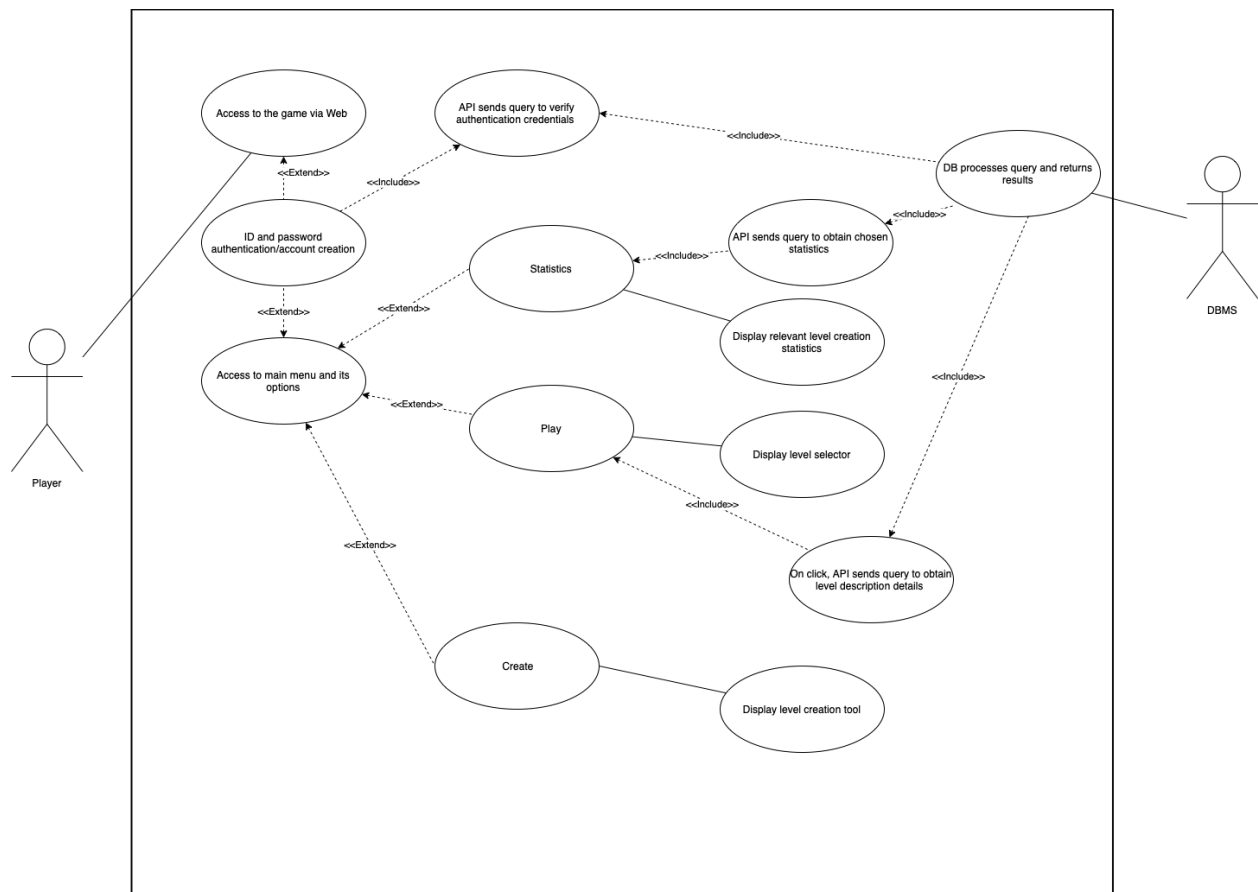 Access to the game via Web
API sends query to verify
authentication credentials
<<Include>>
DB processes query and returns
results
<<Extend>>
<<Include>>
<<Include>>
ID and password
authentication/account creation
API sends query to obtain chosen
statistics
<<Include>>
Statistics
DBMS
<<Extend>>
<<Extend>>
Display relevant level creation
statistics
Access to main menu and its
options
<<Include>>
<<Extend>>
Play
Display level selector
Player
<<Include>>
<<Extend>>
On click, API sends query to obtain
level description details
Create
Display level creation tool